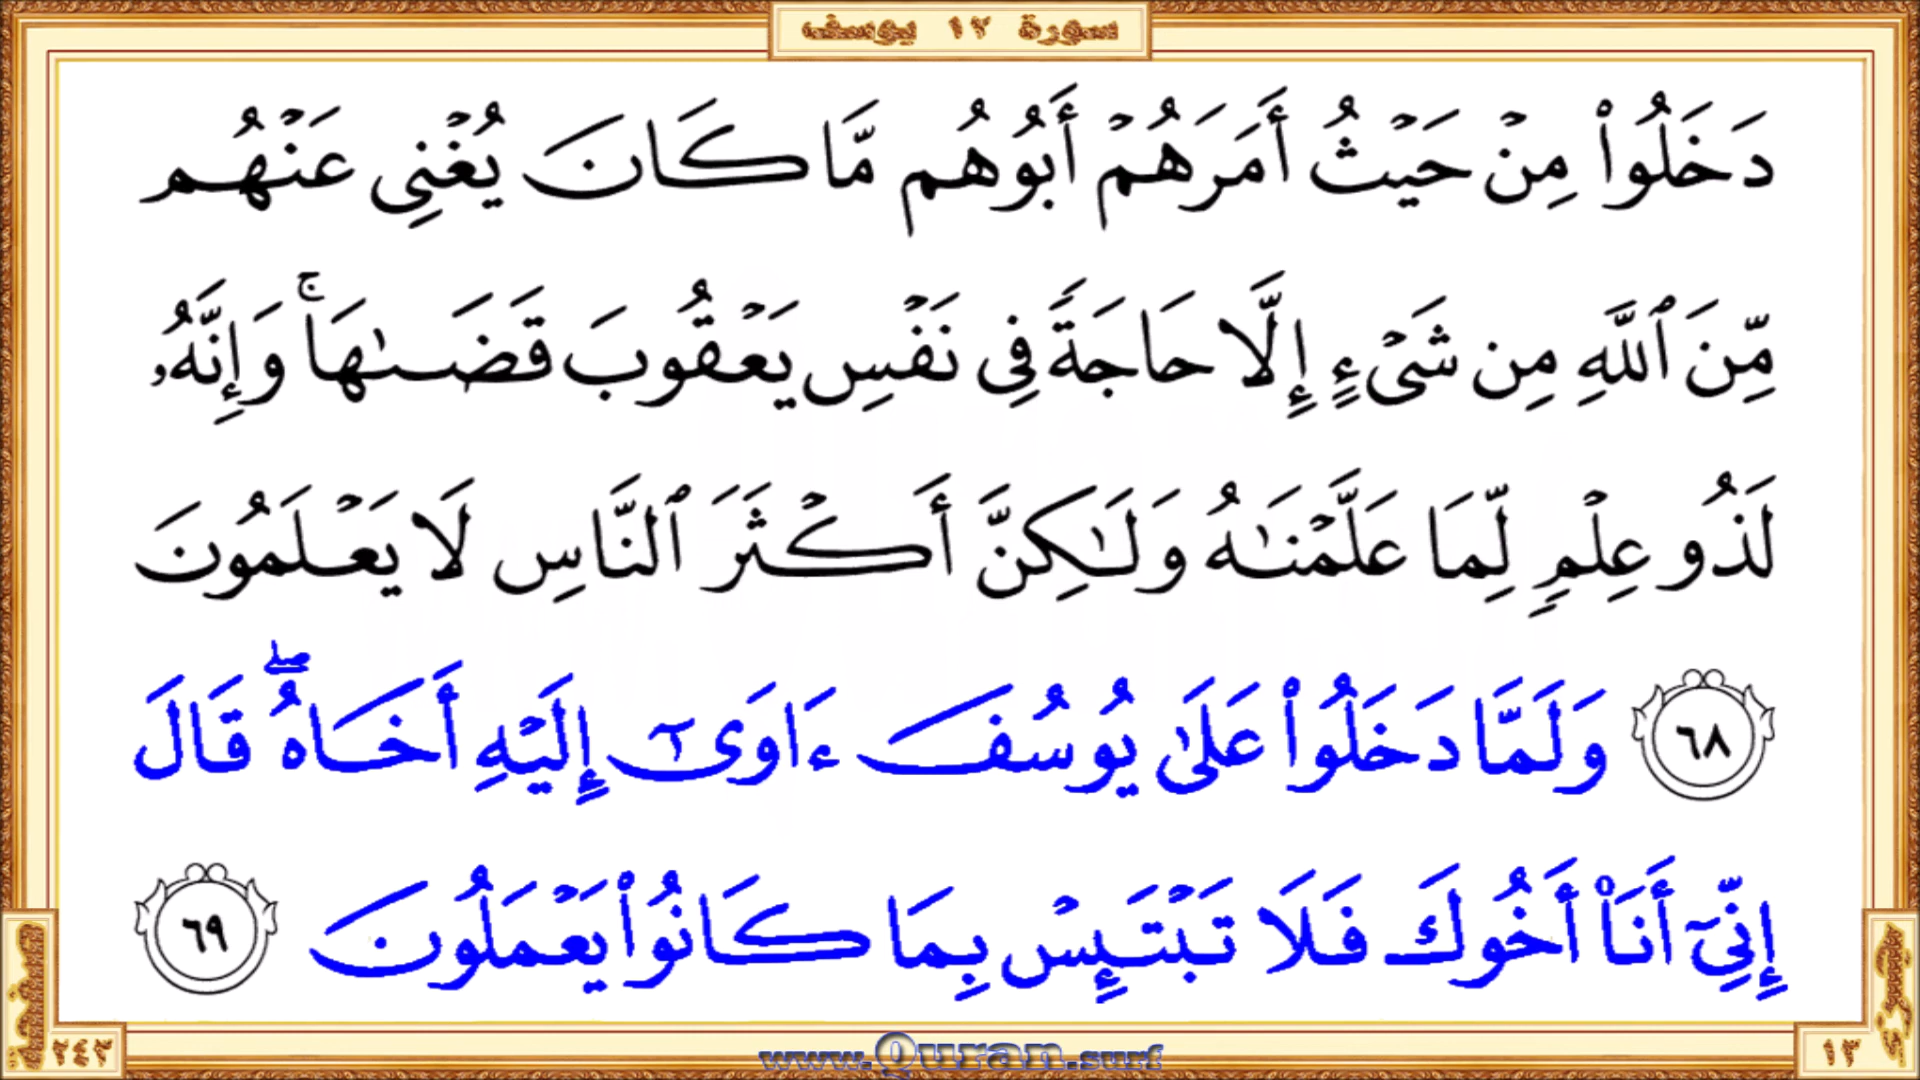 سورة ١٢ يوسف
دَخَلُوا۟ مِنْ حَيْثُ أَمَرَهُمْ أَبُوهُم مَّا كَانَ يُغْنِى عَنْهُم
مِّنَ ٱللَّهِ مِن شَىْءٍ إِلَّا حَاجَةً فِى نَفْسِ يَعْقُوبَ قَضَىٰهَا ۚ وَإِنَّهُۥ
لَذُو عِلْمٍ لِّمَا عَلَّمْنَٰهُ وَلَٰكِنَّ أَكْثَرَ ٱلنَّاسِ لَا يَعْلَمُونَ
٦٨ وَلَمَّا دَخَلُوا۟ عَلَىٰ يُوسُفَ ءَاوَىٰٓ إِلَيْهِ أَخَاهُ ۖ قَالَ
إِنِّىٓ أَنَا۠ أَخُوكَ فَلَا تَبْتَئِسْ بِمَا كَانُوا۟ يَعْمَلُونَ ٦٩
صفحة
٢٤٣
www.Quran.surf
١٣